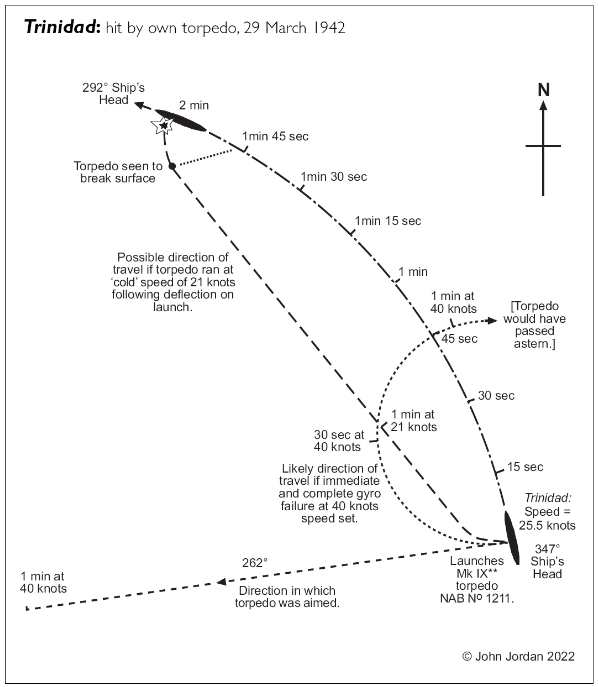 Trinidad: hit by own torpedo, 29 March 1942
292° Ship's
Head
2 min
N
1min 45 sec
Torpedo seen to
break surface
1min 30 sec
1min 15 sec
Possible direction of
travel if torpedo ran at
'cold' speed of 21 knots
following deflection on
launch.
1 min
1 min at
40 knots
[Torpedo
would have
passed
astern.]
45 sec
30 sec
1 min at
21 knots
30 sec at
40 knots
15 sec
Likely direction of
travel if immediate
and complete gyro
failure at 40 knots
speed set.
Trinidad:
Speed =
25.5 knots
347°
Ship's
Head
Launches
Mk IX**
torpedo
NAB Nº 1211.
262°
1 min at
40 knots
Direction in which
torpedo was aimed.
© John Jordan 2022